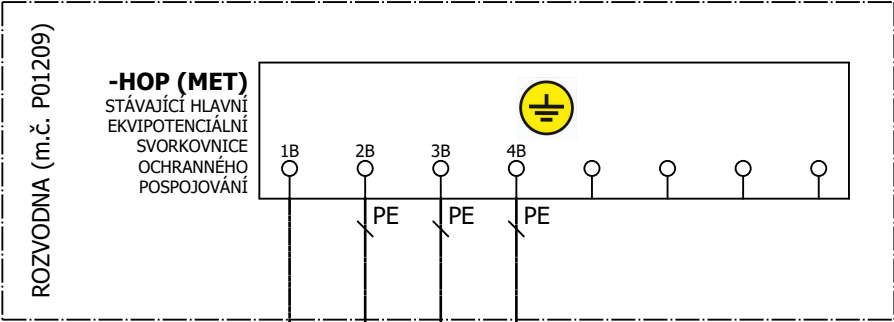 ROZVODNA (m.č. P01209)
-HOP (MET)
STÁVAJÍCÍ HLAVNÍ
EKVIPOTENCIÁLNÍ
SVORKOVNICE
OCHRANNÉHO
POSPOJOVÁNÍ
1B 2B 3B 4B
PE PE PE